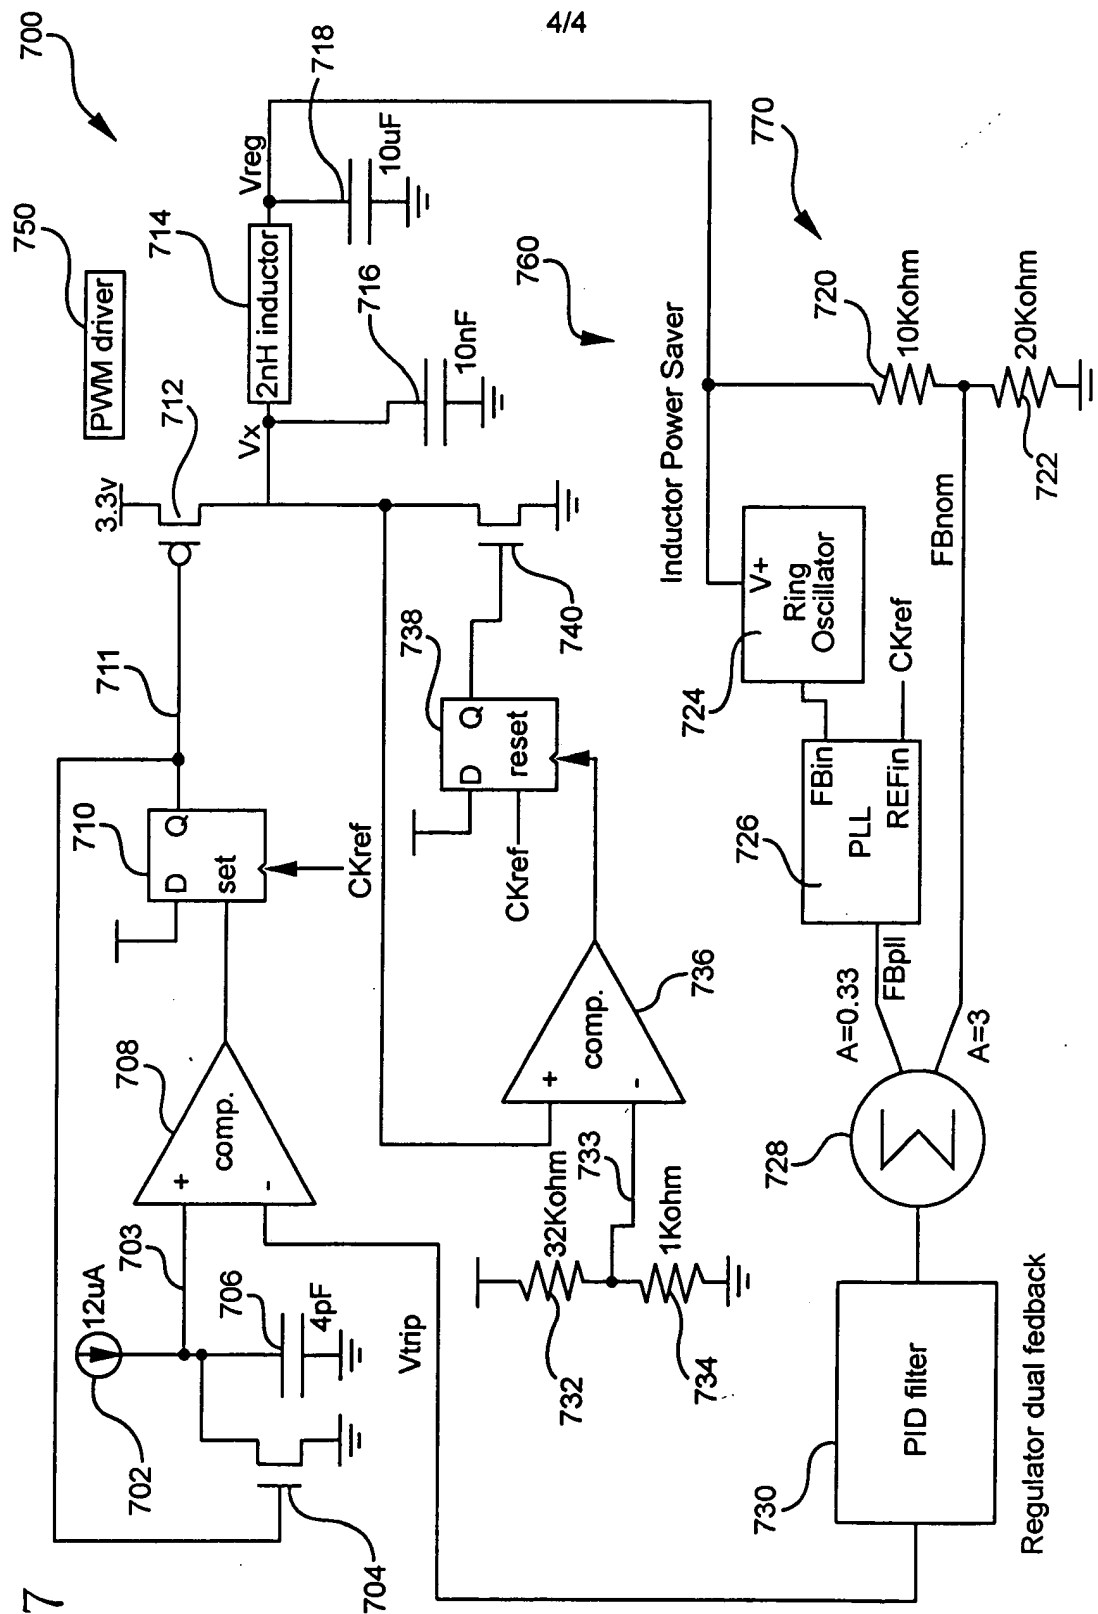 4/4
7
700
PWM driver
750
3.3v
712
Vx
2nH inductor
714
Vreg
718
10uF
716
10nF
711
710
D
Q
set
CKref
708
comp.
+
-
703
12uA
702
706
4pF
704
Vtrip
740
738
D
Q
reset
CKref
736
comp.
+
-
733
32Kohm
732
1Kohm
734
760
Inductor Power Saver
770
720
10Kohm
20Kohm
722
FBnom
V+
Ring
Oscillator
724
CKref
FBin
PLL
REFin
726
FBpll
A=0.33
A=3
728
Σ
PID filter
730
Regulator dual fedback